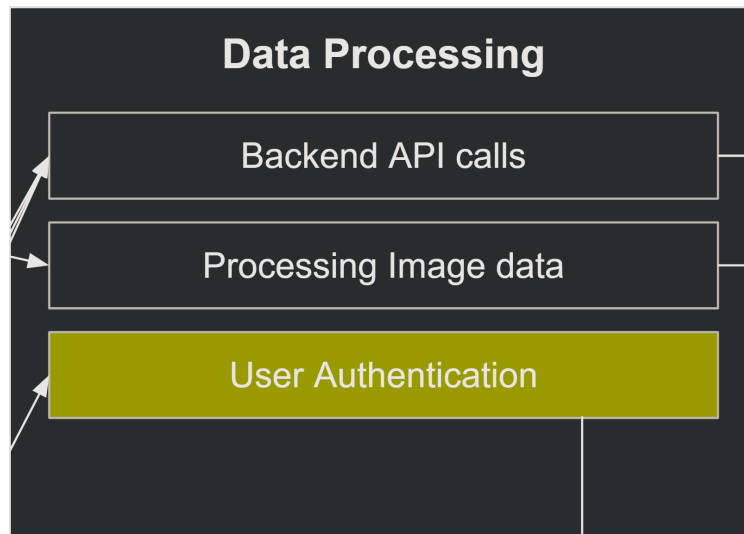 Data Processing
Backend API calls
Processing Image data
User Authentication